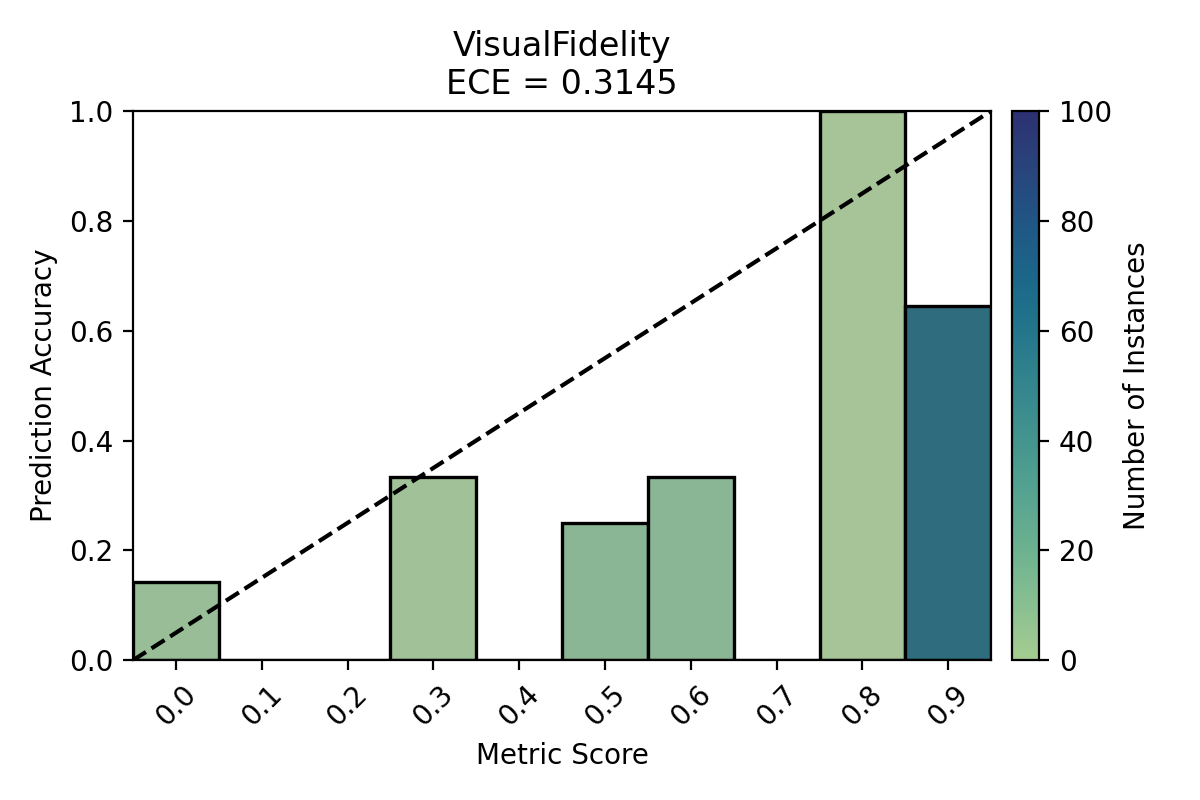 VisualFidelity
ECE = 0.3145
Prediction Accuracy
1.0
0.8
0.6
0.4
0.2
0.0
0.0 0.1 0.2 0.3 0.4 0.5 0.6 0.7 0.8 0.9
Metric Score
100
80
60
40
20
0
Number of Instances